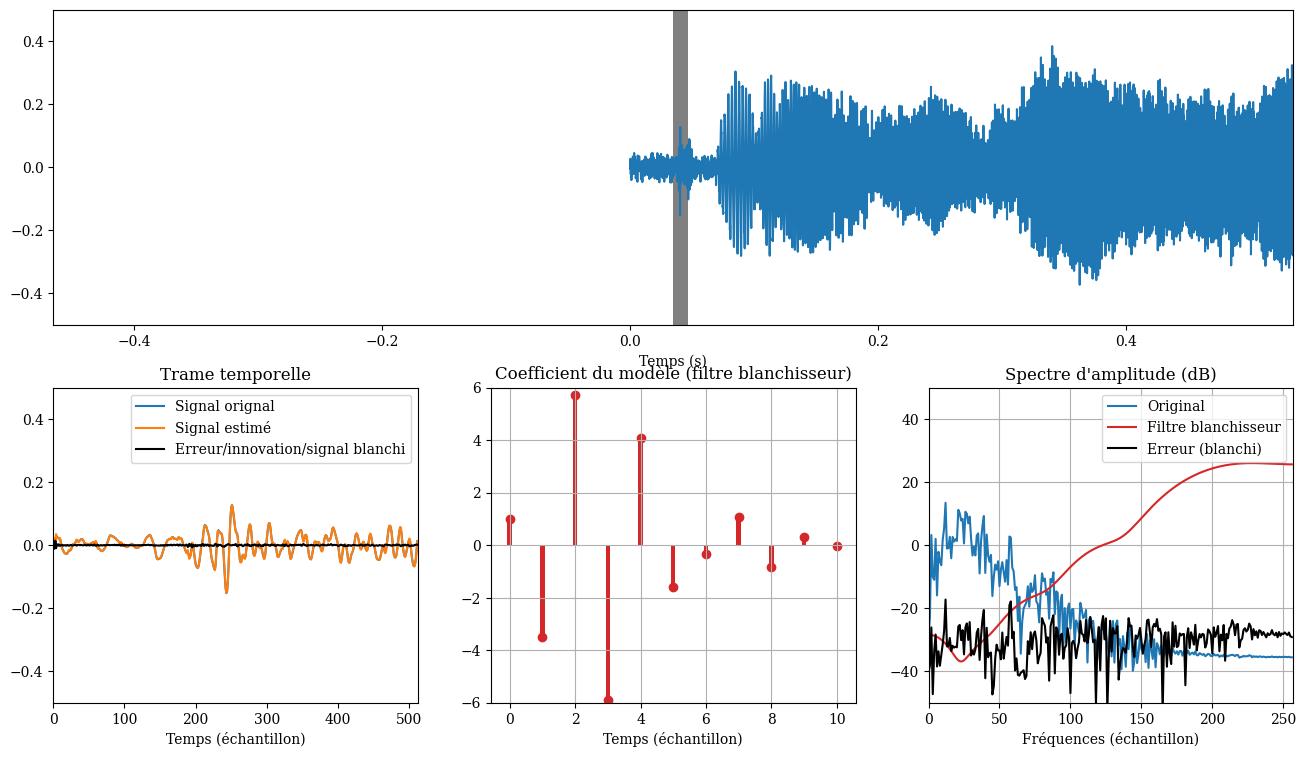 0.4
0.2
0.0
−0.2
−0.4
−0.4 −0.2 0.0 0.2 0.4
Temps (s)
Trame temporelle
0.4
0.2
0.0
−0.2
−0.4
Signal orignal
Signal estimé
Erreur/innovation/signal blanchi
0 100 200 300 400 500
Temps (échantillon)
Coefficient du modèle (filtre blanchisseur)
6
4
2
0
−2
−4
−6
0 2 4 6 8 10
Temps (échantillon)
Spectre d'amplitude (dB)
40
20
0
−20
−40
Original
Filtre blanchisseur
Erreur (blanchi)
0 50 100 150 200 250
Fréquences (échantillon)